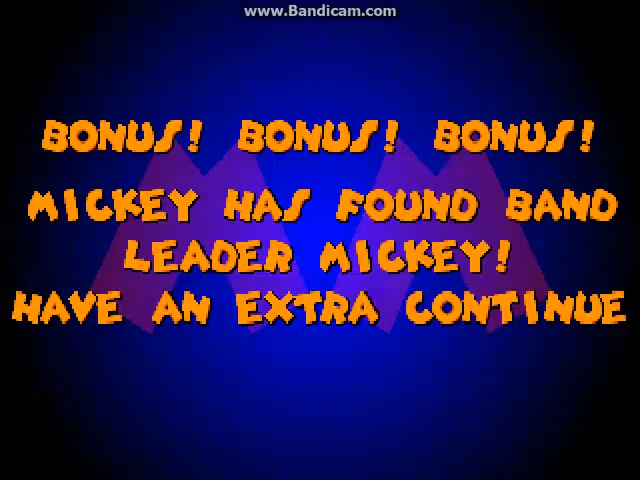 www.Bandicam.com
BONUS! BONUS! BONUS!
MICKEY HAS FOUND BAND
LEADER MICKEY!
HAVE AN EXTRA CONTINUE